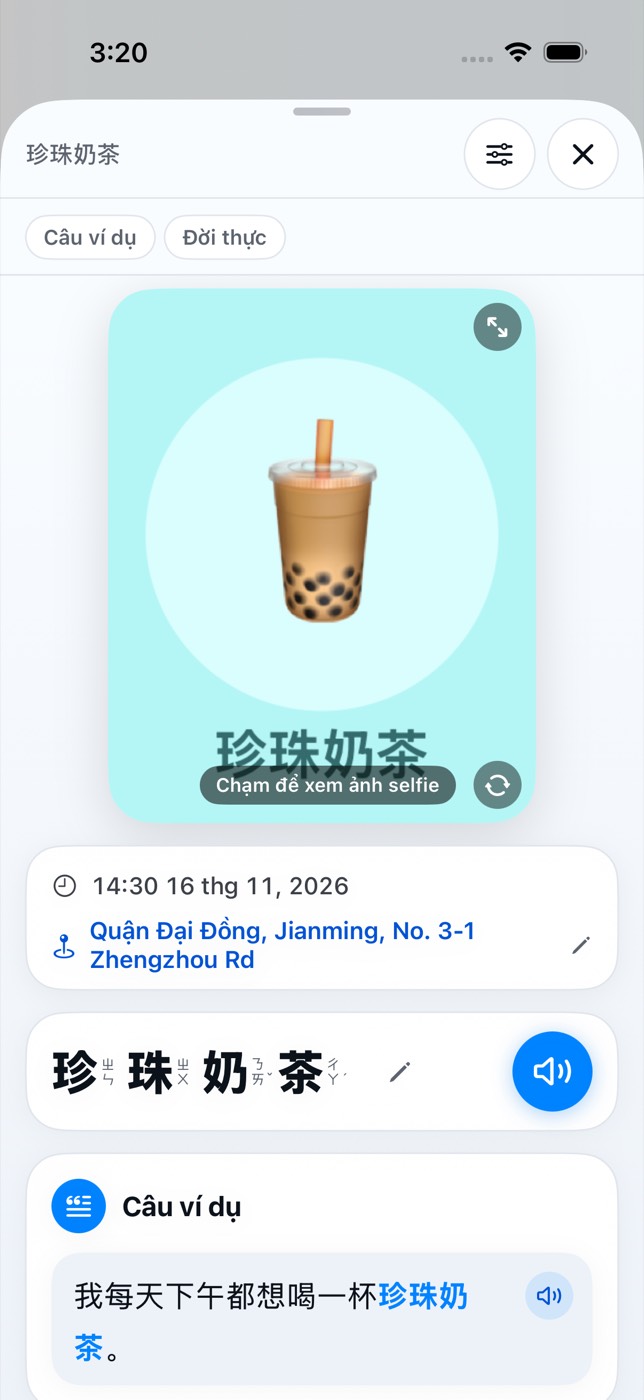 3:20
珍珠奶茶
Câu ví dụ
Đời thực
珍珠奶茶
Chạm để xem ảnh selfie
14:30 16 thg 11, 2026
Quận Đại Đồng, Jianming, No. 3-1
Zhengzhou Rd
珍ㄓㄣ 珠ㄓㄨ 奶ㄋㄞˇ 茶ㄔㄚˊ
Câu ví dụ
我每天下午都想喝一杯珍珠奶
茶。